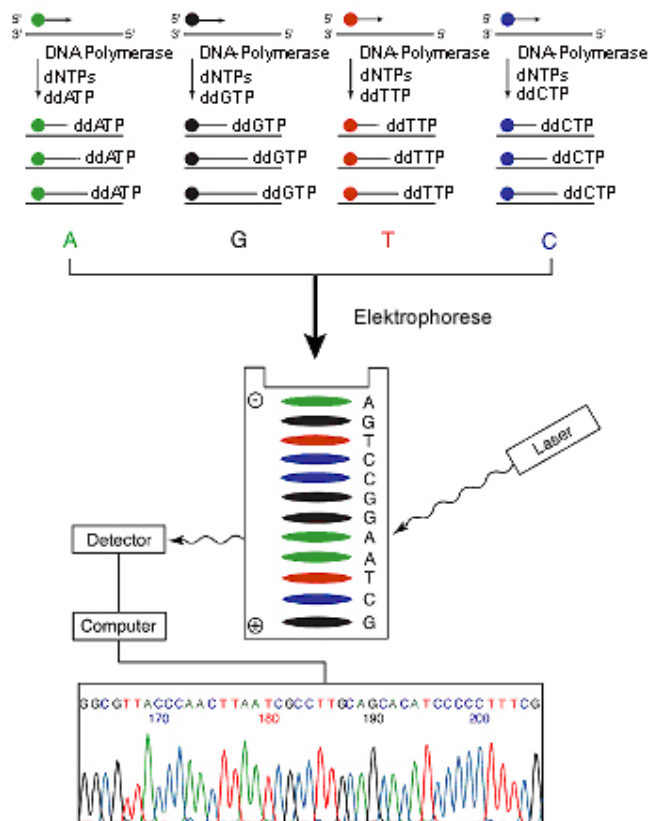 5' 5' 5' 5'
3' 5' 3' 5' 3' 5' 3' 5'
DNA Polymerase DNA-Polymerase DNA-Polymerase DNA-Polymerase
dNTPs dNTPs dNTPs dNTPs
ddATP ddGTP ddTTP ddCTP
ddATP ddGTP ddTTP ddCTP
ddATP ddGTP ddTTP ddCTP
ddATP ddGTP ddTTP ddCTP
A G T C
Elektrophorese
- A
G
T
C
C
G
G
A
A
T
C
+ G
Laser
Detector
Computer
GGCGTTACCCAACTTAATCGCCTTGCAGCACATCCCCCTTTCG
170 180 190 200